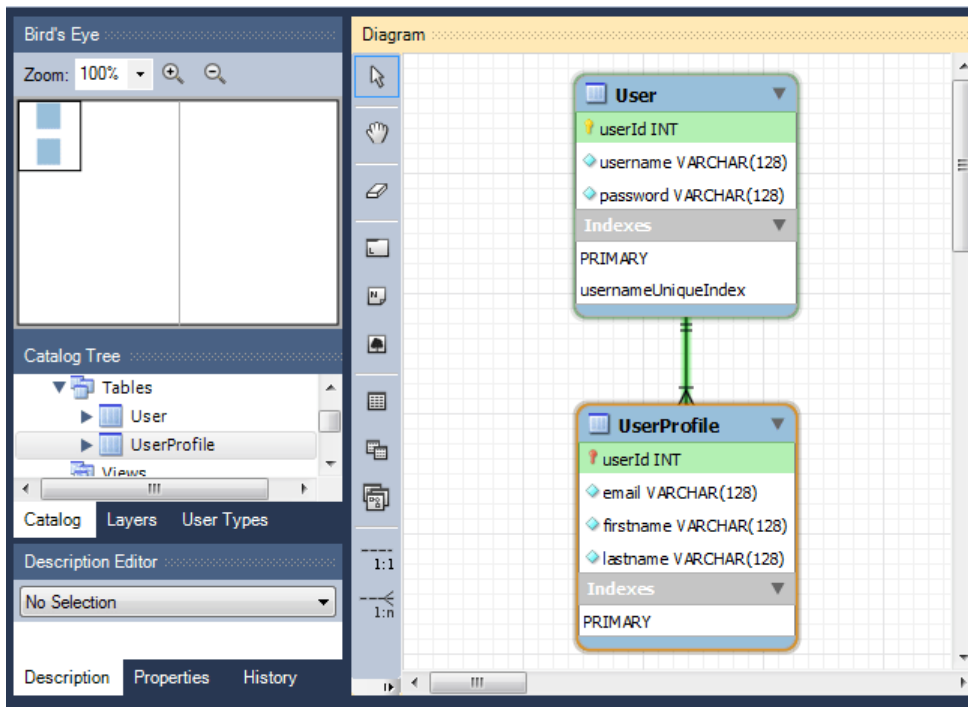 Bird's Eye
Zoom: 100%
Catalog Tree
Tables
User
UserProfile
Views
Catalog Layers User Types
Description Editor
No Selection
Description Properties History
Diagram
L
N
1:1
1:n
User
userId INT
username VARCHAR(128)
password VARCHAR(128)
Indexes
PRIMARY
usernameUniqueIndex
UserProfile
userId INT
email VARCHAR(128)
firstname VARCHAR(128)
lastname VARCHAR(128)
Indexes
PRIMARY